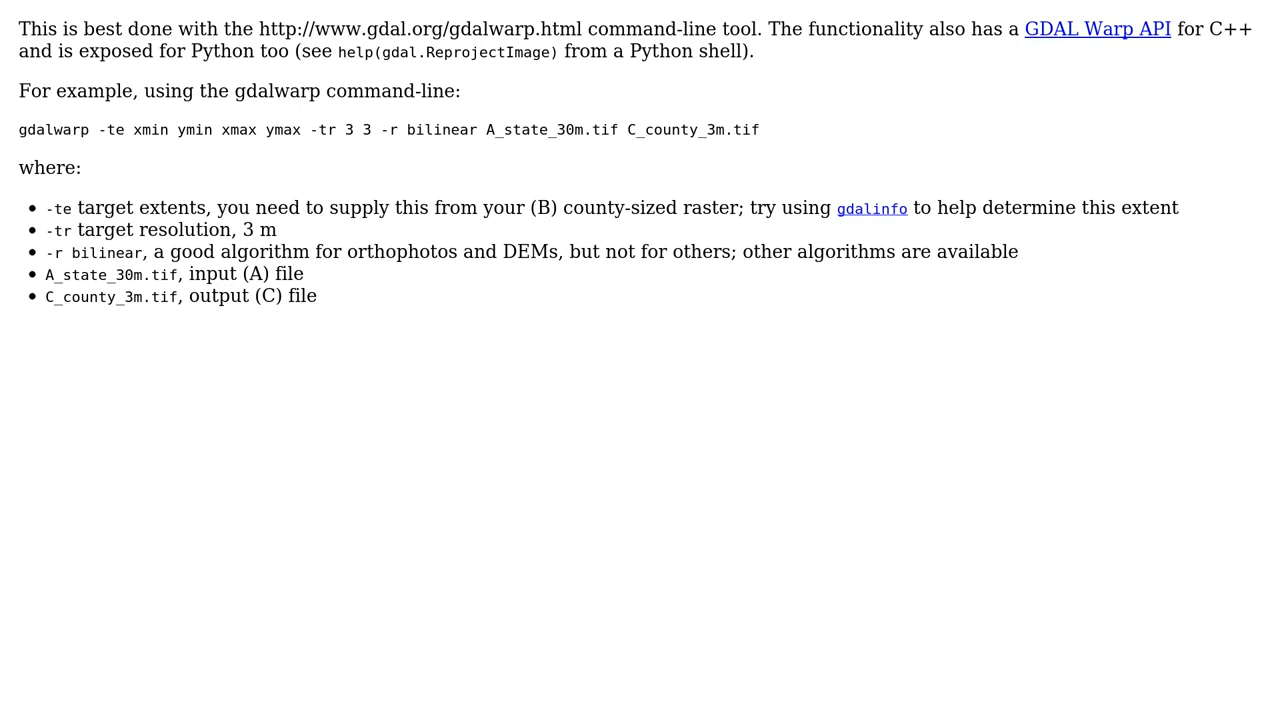 This is best done with the http://www.gdal.org/gdalwarp.html command-line tool. The functionality also has a GDAL Warp API for C++
and is exposed for Python too (see help(gdal.ReprojectImage) from a Python shell).
For example, using the gdalwarp command-line:
gdalwarp -te xmin ymin xmax ymax -tr 3 3 -r bilinear A_state_30m.tif C_county_3m.tif
where:
• -te target extents, you need to supply this from your (B) county-sized raster; try using gdalinfo to help determine this extent
• -tr target resolution, 3 m
• -r bilinear, a good algorithm for orthophotos and DEMs, but not for others; other algorithms are available
• A_state_30m.tif, input (A) file
• C_county_3m.tif, output (C) file